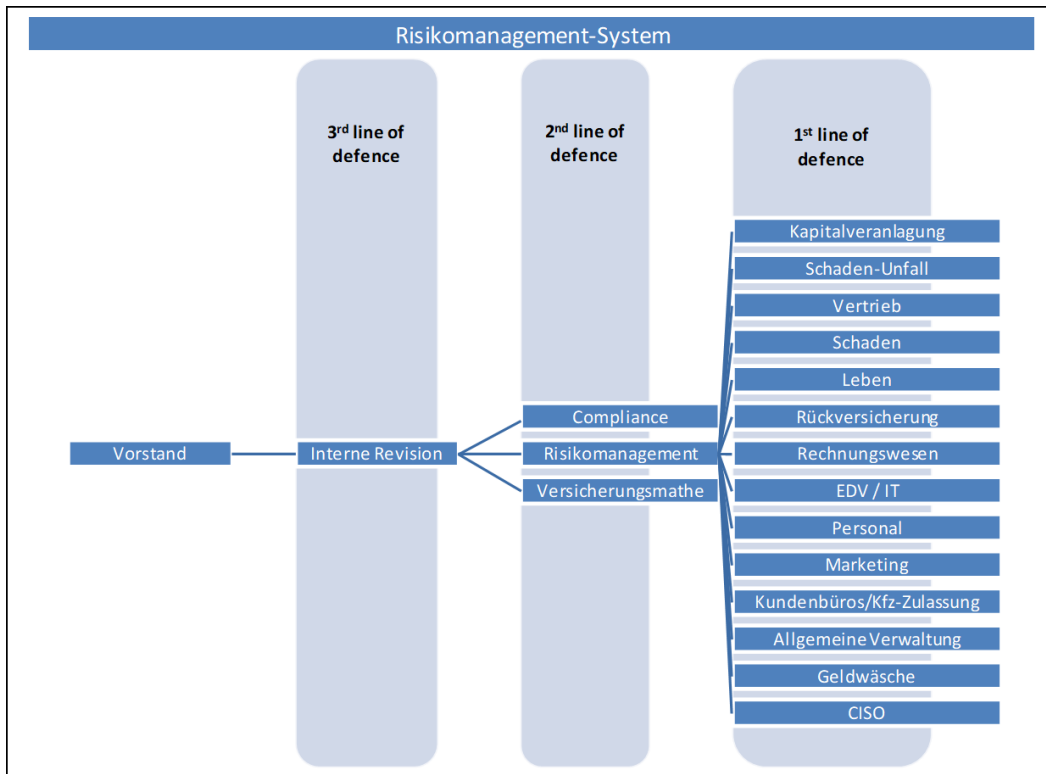 Risikomanagement-System
3rd line of
defence
2nd line of
defence
1st line of
defence
Vorstand
Interne Revision
Compliance
Risikomanagement
Versicherungsmathe
Kapitalveranlagung
Schaden-Unfall
Vertrieb
Schaden
Leben
Rückversicherung
Rechnungswesen
EDV / IT
Personal
Marketing
Kundenbüros/Kfz-Zulassung
Allgemeine Verwaltung
Geldwäsche
CISO